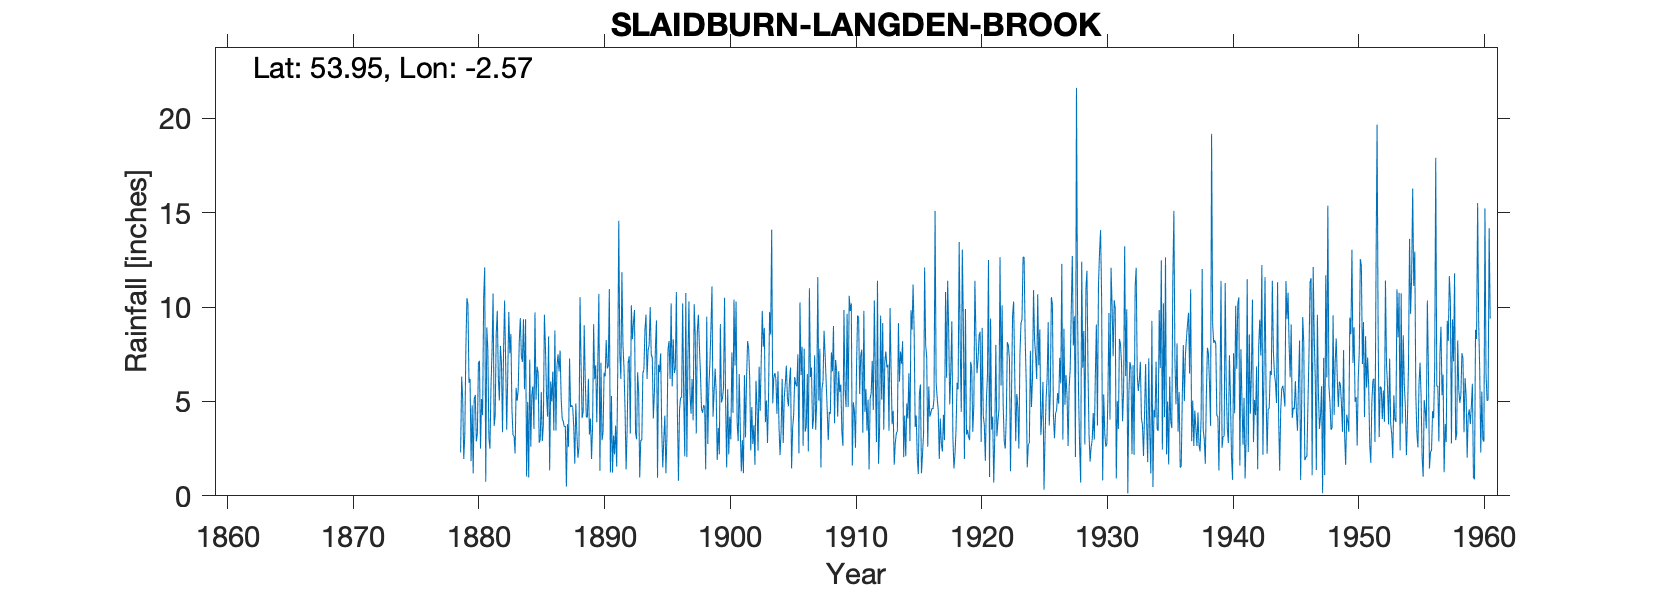 SLAIDBURN-LANGDEN-BROOK
Lat: 53.95, Lon: -2.57
Rainfall [inches]
20
15
10
5
0
1860 1870 1880 1890 1900 1910 1920 1930 1940 1950 1960
Year